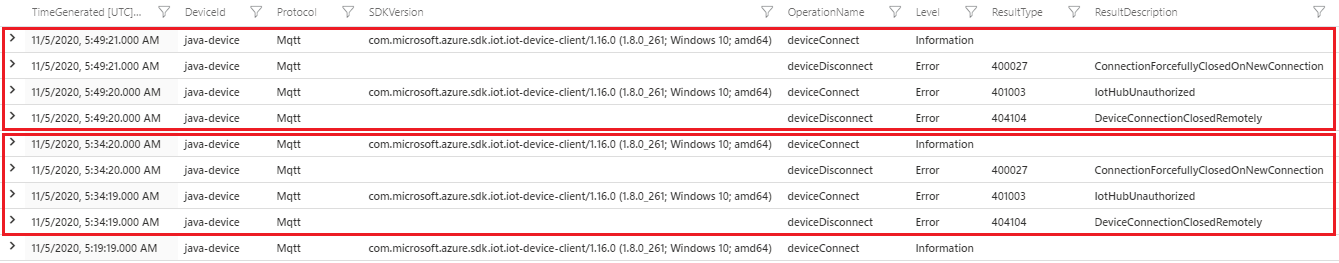 TimeGenerated [UTC]... DeviceId Protocol SDKVersion OperationName Level ResultType ResultDescription
11/5/2020, 5:49:21.000 AM java-device Mqtt com.microsoft.azure.sdk.iot.iot-device-client/1.16.0 (1.8.0_261; Windows 10; amd64) deviceConnect Information
11/5/2020, 5:49:21.000 AM java-device Mqtt deviceDisconnect Error 400027 ConnectionForcefullyClosedOnNewConnection
11/5/2020, 5:49:20.000 AM java-device Mqtt com.microsoft.azure.sdk.iot.iot-device-client/1.16.0 (1.8.0_261; Windows 10; amd64) deviceConnect Error 401003 IotHubUnauthorized
11/5/2020, 5:49:20.000 AM java-device Mqtt deviceDisconnect Error 404104 DeviceConnectionClosedRemotely
11/5/2020, 5:34:20.000 AM java-device Mqtt com.microsoft.azure.sdk.iot.iot-device-client/1.16.0 (1.8.0_261; Windows 10; amd64) deviceConnect Information
11/5/2020, 5:34:20.000 AM java-device Mqtt deviceDisconnect Error 400027 ConnectionForcefullyClosedOnNewConnection
11/5/2020, 5:34:19.000 AM java-device Mqtt com.microsoft.azure.sdk.iot.iot-device-client/1.16.0 (1.8.0_261; Windows 10; amd64) deviceConnect Error 401003 IotHubUnauthorized
11/5/2020, 5:34:19.000 AM java-device Mqtt deviceDisconnect Error 404104 DeviceConnectionClosedRemotely
11/5/2020, 5:19:19.000 AM java-device Mqtt com.microsoft.azure.sdk.iot.iot-device-client/1.16.0 (1.8.0_261; Windows 10; amd64) deviceConnect Information